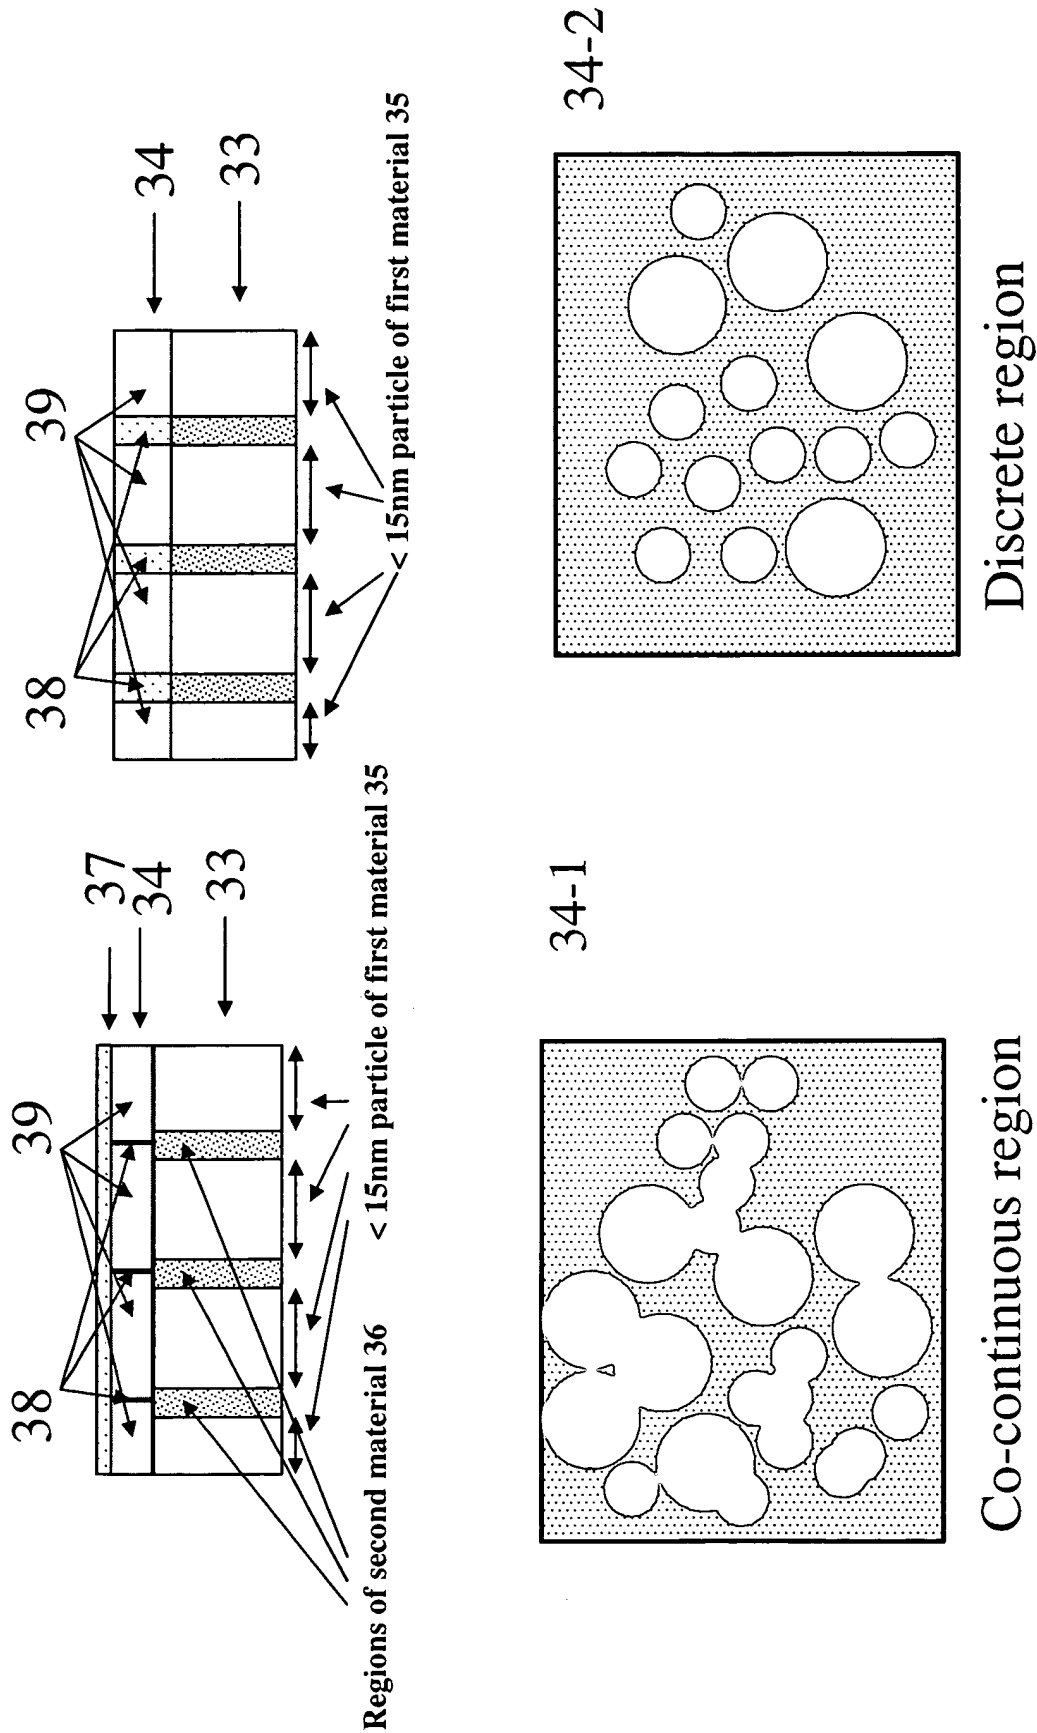 38
39
37
34
33
Regions of second material 36
< 15nm particle of first material 35
38
39
34
33
< 15nm particle of first material 35
34-1
Co-continuous region
34-2
Discrete region